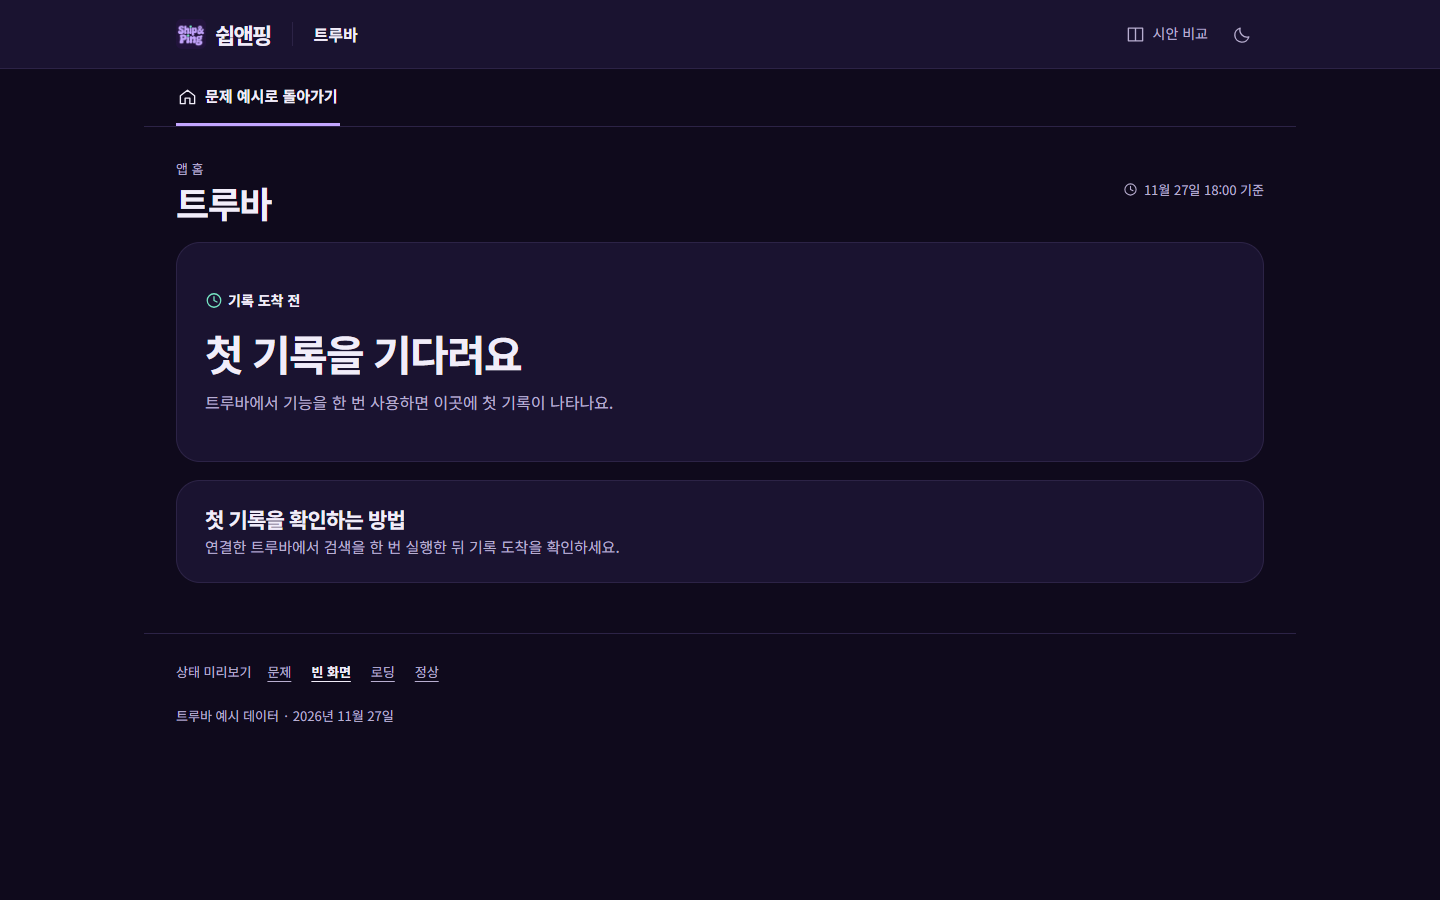 Ship& Ping 쉽앤핑 트루바 시안 비교
문제 예시로 돌아가기
앱 홈
트루바
11월 27일 18:00 기준
기록 도착 전
첫 기록을 기다려요
트루바에서 기능을 한 번 사용하면 이곳에 첫 기록이 나타나요.
첫 기록을 확인하는 방법
연결한 트루바에서 검색을 한 번 실행한 뒤 기록 도착을 확인하세요.
상태 미리보기 문제 빈 화면 로딩 정상
트루바 예시 데이터 · 2026년 11월 27일